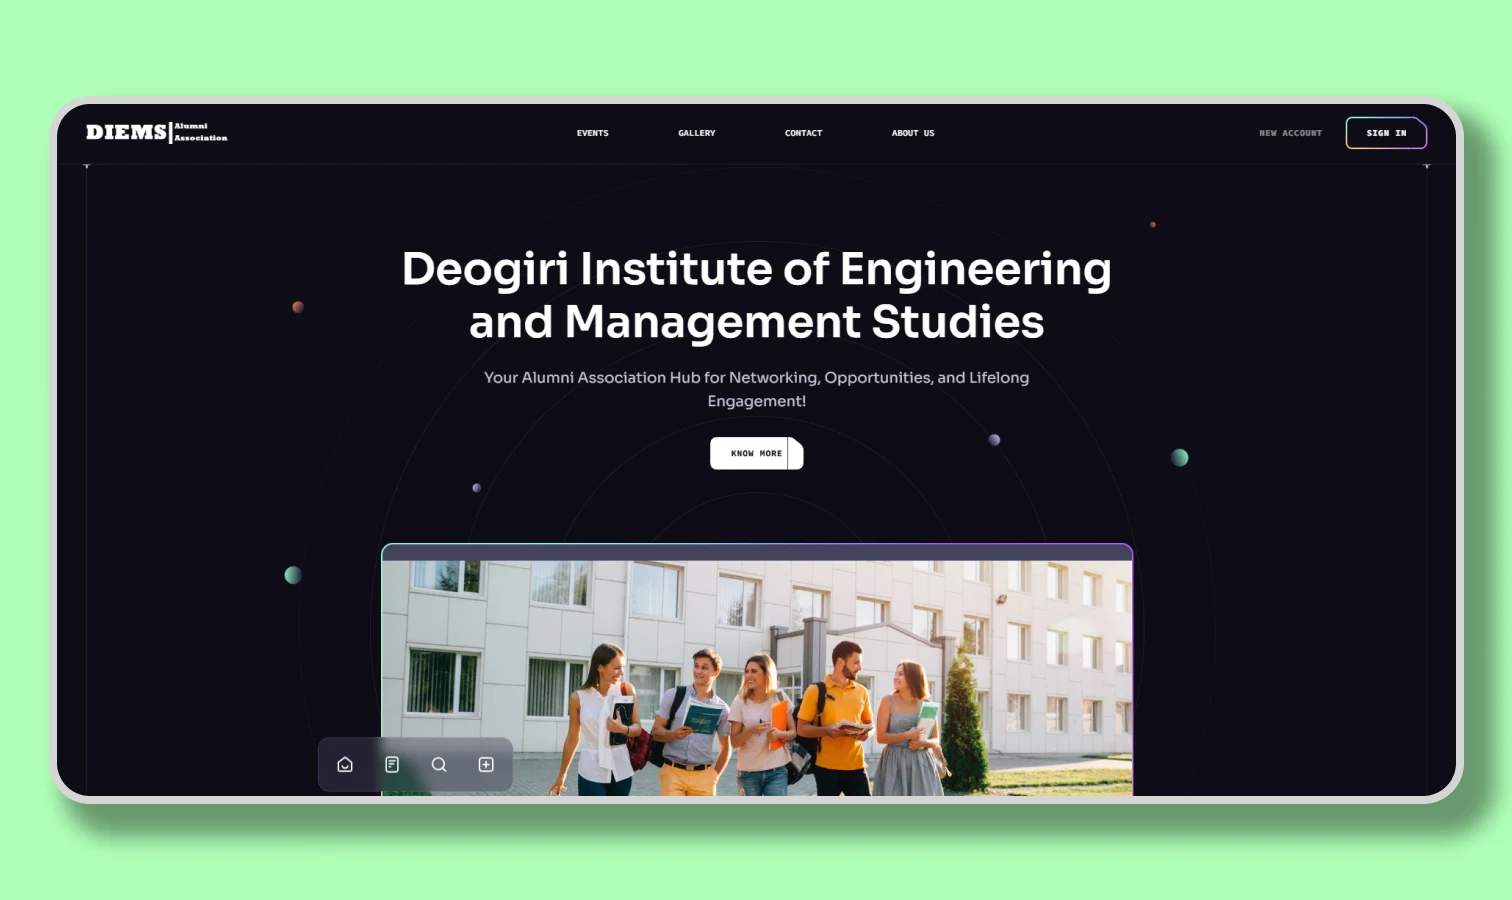 DIEMS
Alumni
Association
EVENTS
GALLERY
CONTACT
ABOUT US
NEW ACCOUNT
SIGN IN
Deogiri Institute of Engineering
and Management Studies
Your Alumni Association Hub for Networking, Opportunities, and Lifelong
Engagement!
KNOW MORE